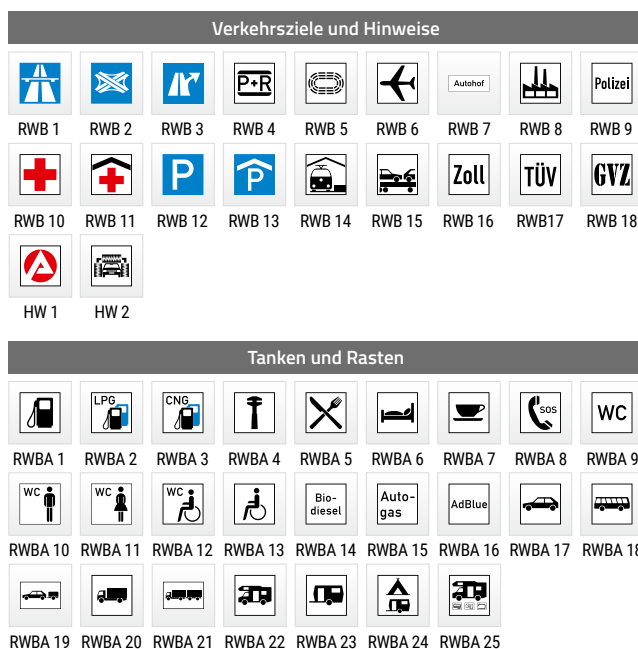 Verkehrsziele und Hinweise
P+R Autohof Polizei
RWB 1 RWB 2 RWB 3 RWB 4 RWB 5 RWB 6 RWB 7 RWB 8 RWB 9
P P Zoll TÜV GVZ
RWB 10 RWB 11 RWB 12 RWB 13 RWB 14 RWB 15 RWB 16 RWB17 RWB 18
A
HW 1 HW 2
Tanken und Rasten
LPG CNG SOS WC
RWBA 1 RWBA 2 RWBA 3 RWBA 4 RWBA 5 RWBA 6 RWBA 7 RWBA 8 RWBA 9
WC WC WC Bio- Auto- AdBlue
diesel gas
RWBA 10 RWBA 11 RWBA 12 RWBA 13 RWBA 14 RWBA 15 RWBA 16 RWBA 17 RWBA 18
RWBA 19 RWBA 20 RWBA 21 RWBA 22 RWBA 23 RWBA 24 RWBA 25